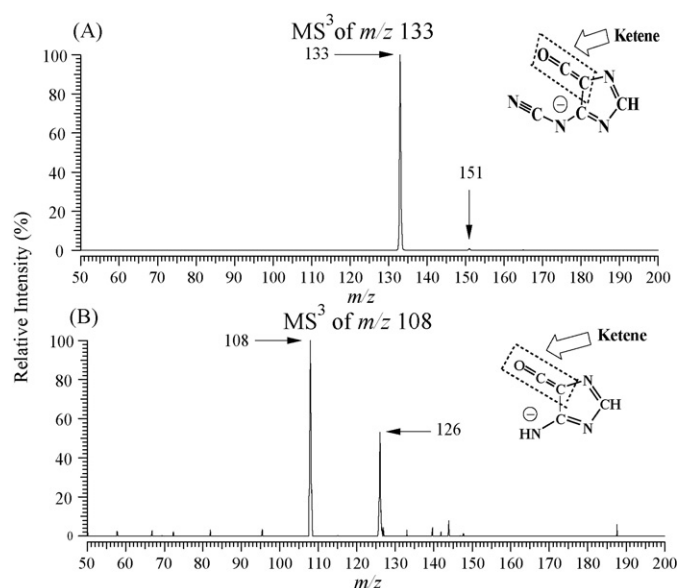 (A)
MS3 of m/z 133
133
151
Ketene
O C C N CH
N C N C N
100
80
60
40
20
0
50 60 70 80 90 100 110 120 130 140 150 160 170 180 190 200
m/z
Relative Intensity (%)
(B)
MS3 of m/z 108
108
126
Ketene
O C C N CH
HN C N
100
80
60
40
20
0
50 60 70 80 90 100 110 120 130 140 150 160 170 180 190 200
m/z